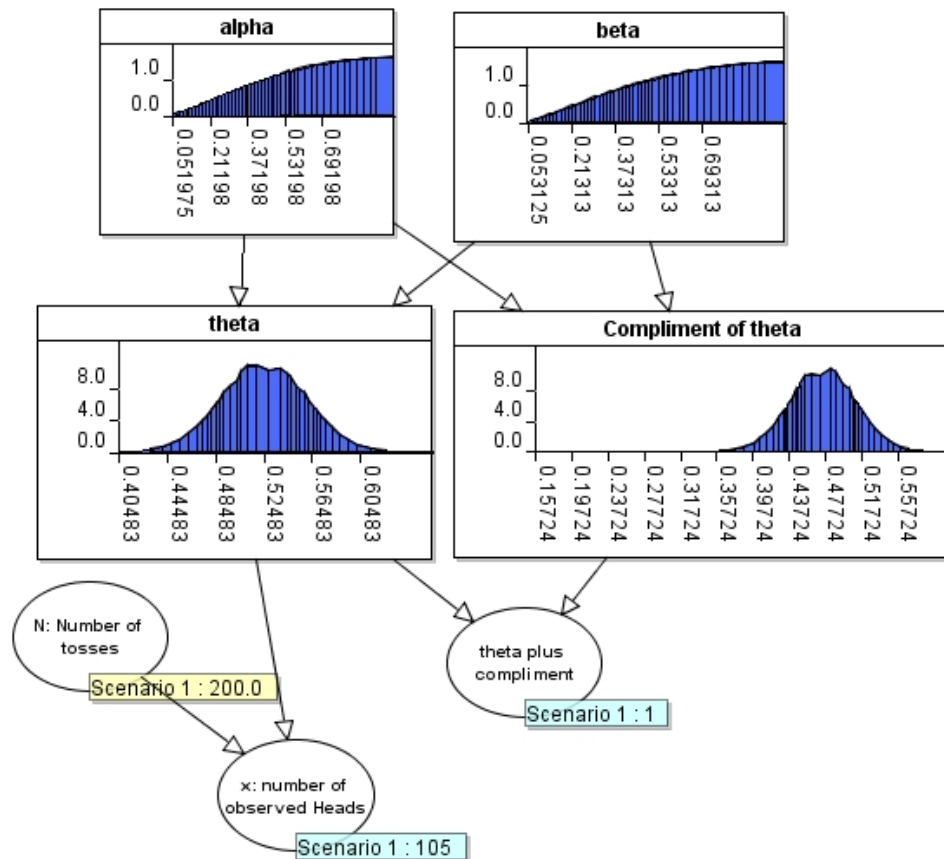 alpha
1.0
0.0
0.051975
0.21198
0.37198
0.53198
0.69198
beta
1.0
0.0
0.053125
0.21313
0.37313
0.53313
0.69313
theta
8.0
4.0
0.0
0.40483
0.44483
0.48483
0.52483
0.56483
0.60483
Compliment of theta
8.0
4.0
0.0
0.15724
0.19724
0.23724
0.27724
0.31724
0.35724
0.39724
0.43724
0.47724
0.51724
0.55724
N: Number of
tosses
Scenario 1 : 200.0
theta plus
compliment
Scenario 1 : 1
x: number of
observed Heads
Scenario 1 : 105